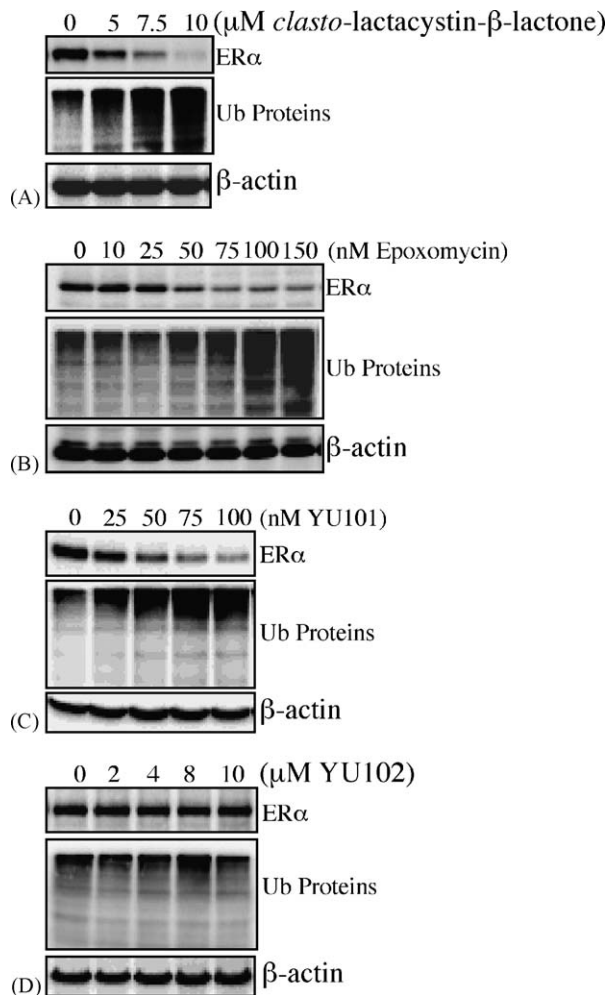 0 5 7.5 10 (μM clasto-lactacystin-β-lactone)
ERα
Ub Proteins
(A) β-actin
0 10 25 50 75 100 150 (nM Epoxomycin)
ERα
Ub Proteins
(B) β-actin
0 25 50 75 100 (nM YU101)
ERα
Ub Proteins
(C) β-actin
0 2 4 8 10 (μM YU102)
ERα
Ub Proteins
(D) β-actin